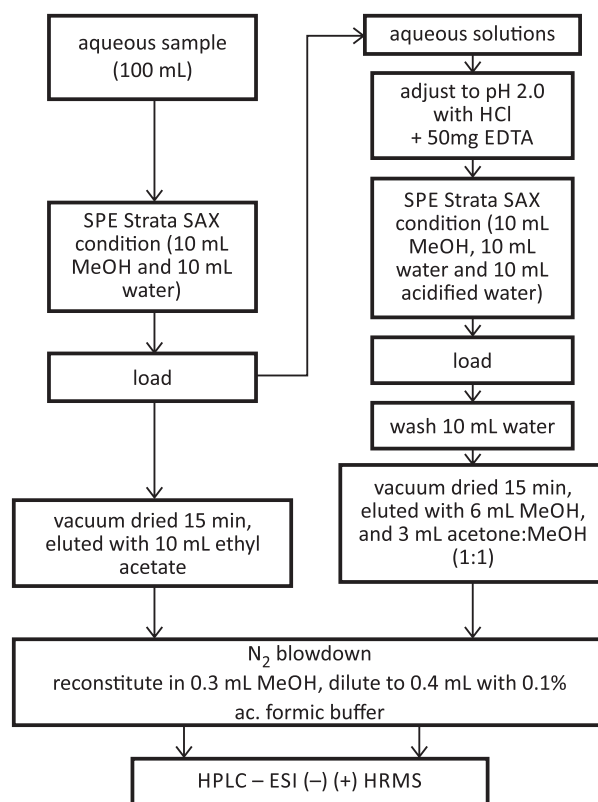 aqueous sample
(100 mL)
SPE Strata SAX
condition (10 mL
MeOH and 10 mL
water)
load
vacuum dried 15 min,
eluted with 10 mL ethyl
acetate
aqueous solutions
adjust to pH 2.0
with HCl
+ 50mg EDTA
SPE Strata SAX
condition (10 mL
MeOH, 10 mL
water and 10 mL
acidified water)
load
wash 10 mL water
vacuum dried 15 min,
eluted with 6 mL MeOH,
and 3 mL acetone:MeOH
(1:1)
N₂ blowdown
reconstitute in 0.3 mL MeOH, dilute to 0.4 mL with 0.1%
ac. formic buffer
HPLC – ESI (–) (+) HRMS